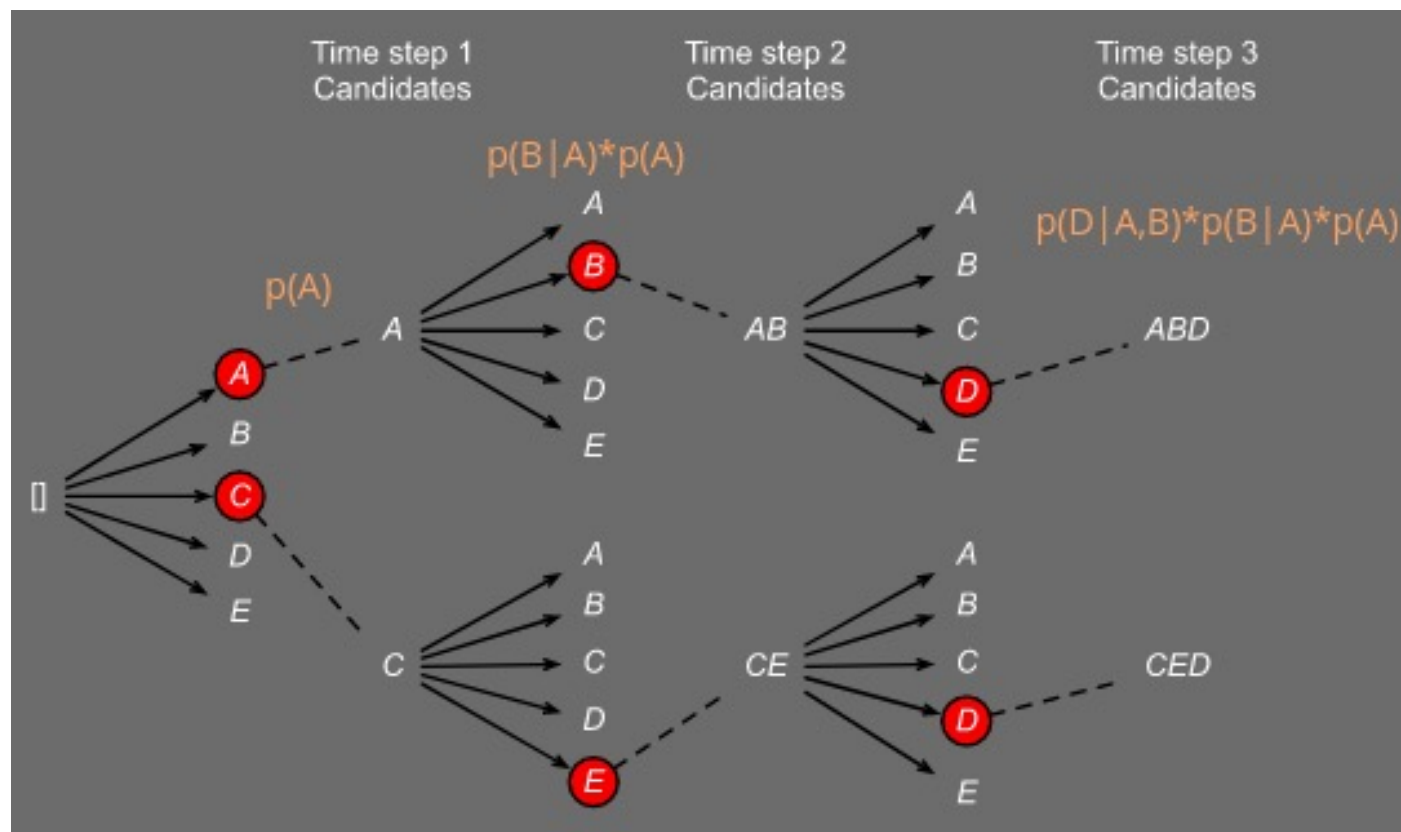 Time step 1
Candidates
Time step 2
Candidates
Time step 3
Candidates
p(B|A)*p(A)
p(D|A,B)*p(B|A)*p(A)
p(A)
[]
A
B
C
D
E
A
A
B
C
D
E
AB
A
B
C
D
E
ABD
C
A
B
C
D
E
CE
A
B
C
D
E
CED